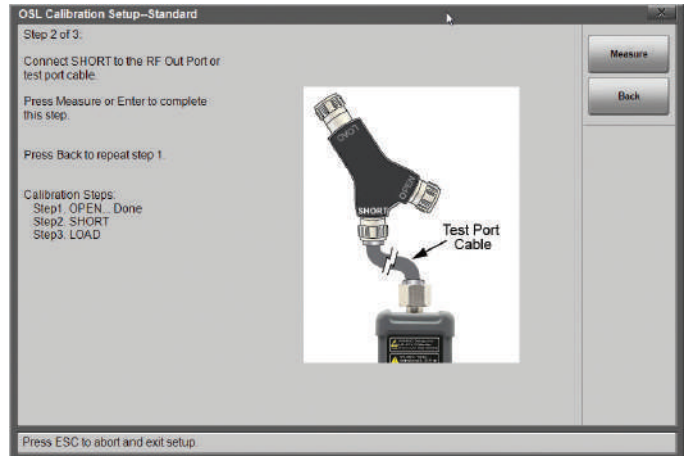 OSL Calibration Setup--Standard
Step 2 of 3:
Connect SHORT to the RF Out Port or
test port cable.
Press Measure or Enter to complete
this step.
Press Back to repeat step 1.
Calibration Steps:
Step1. OPEN... Done
Step2. SHORT
Step3. LOAD
LOAD
OPEN
SHORT
Test Port
Cable
Measure
Back
Press ESC to abort and exit setup.